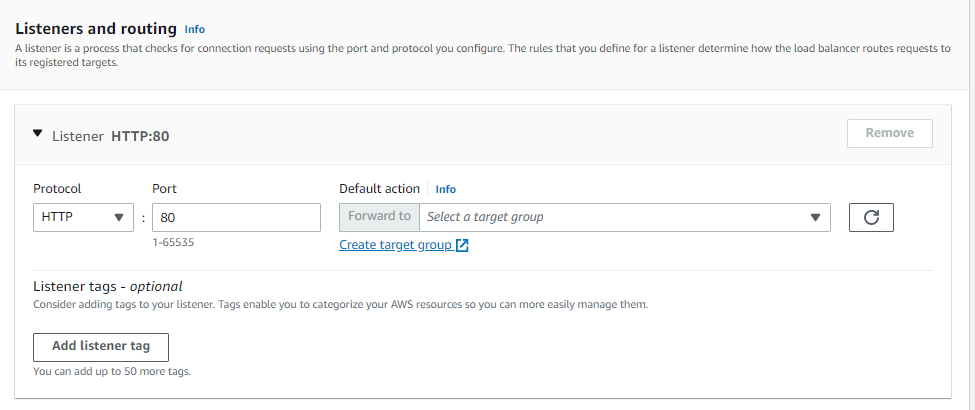 Listeners and routing Info
A listener is a process that checks for connection requests using the port and protocol you configure. The rules that you define for a listener determine how the load balancer routes requests to
its registered targets.
Listener HTTP:80
Remove
Protocol Port Default action Info
HTTP : 80 Forward to Select a target group
1-65535 Create target group
Listener tags - optional
Consider adding tags to your listener. Tags enable you to categorize your AWS resources so you can more easily manage them.
Add listener tag
You can add up to 50 more tags.